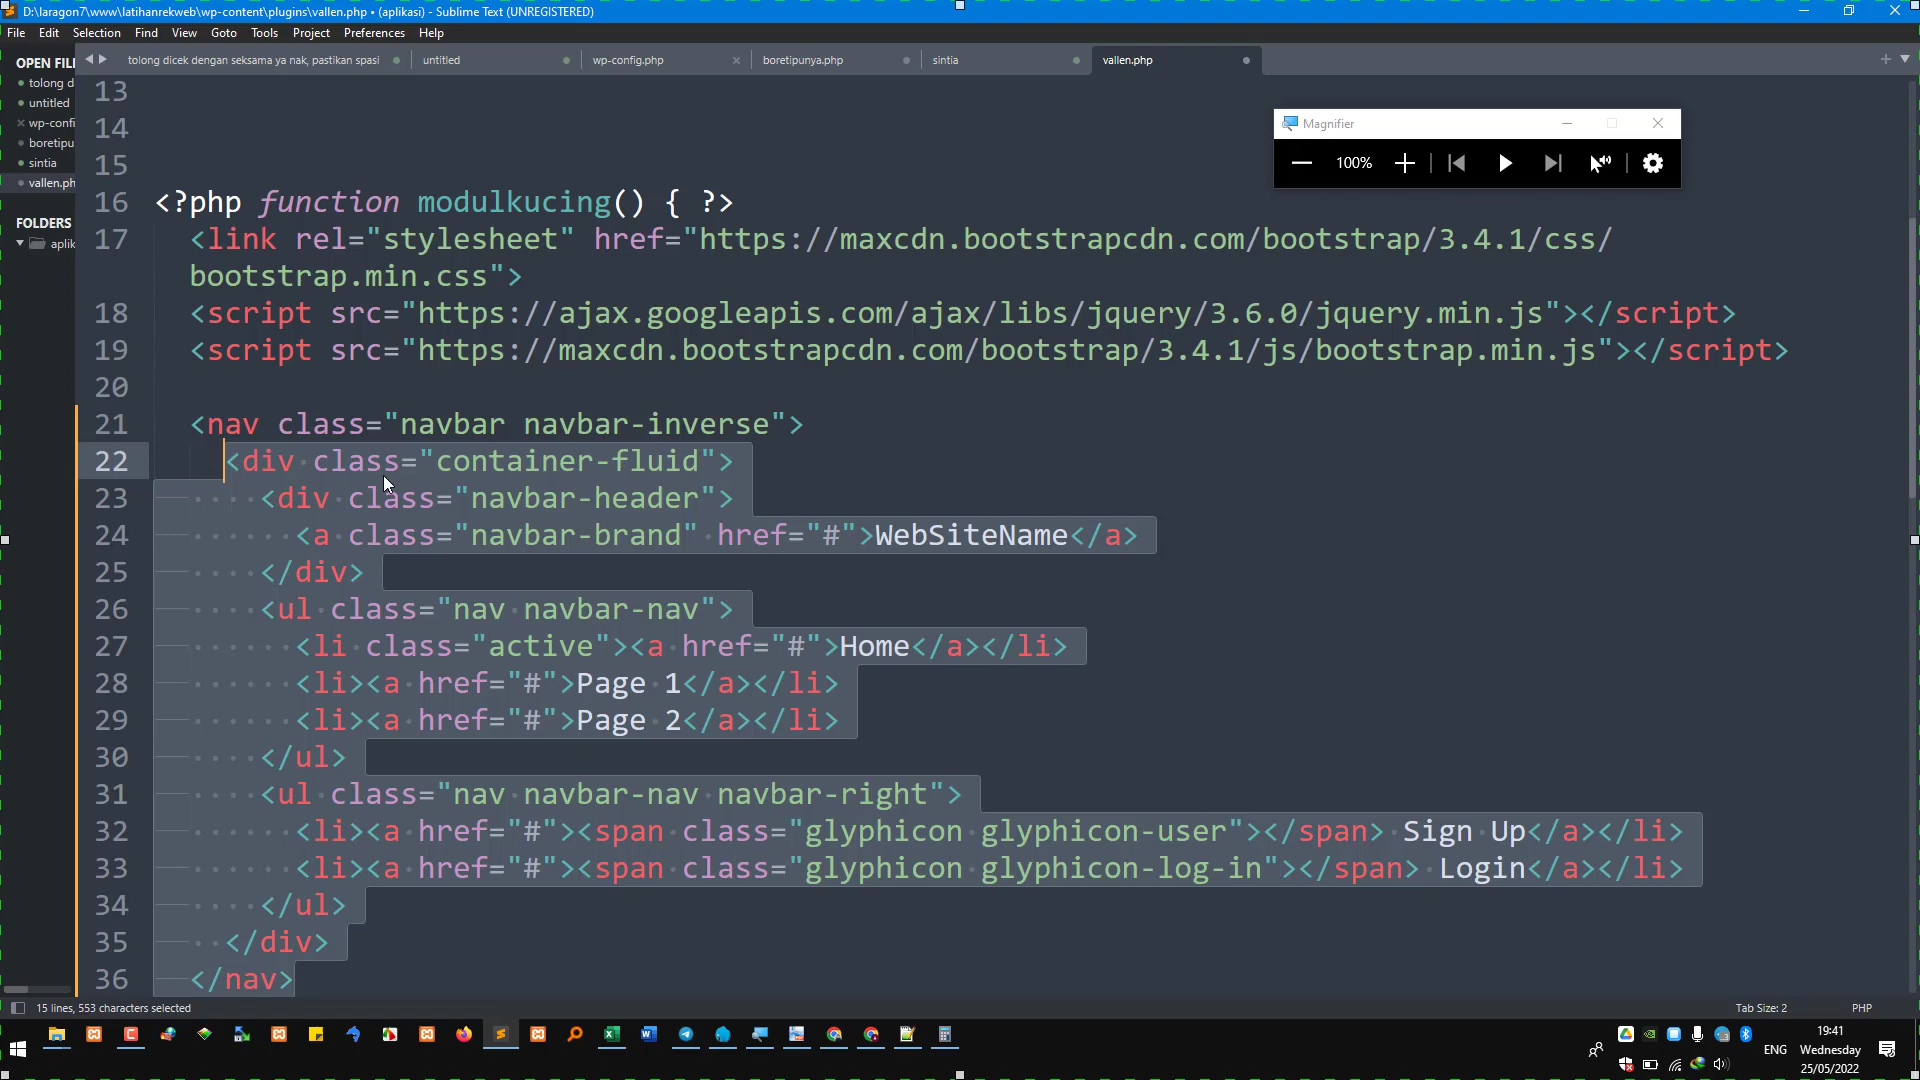 D:\laragon7\www\latihanrekweb\wp-content\plugins\vallen.php • (aplikasi) - Sublime Text (UNREGISTERED)
File Edit Selection Find View Goto Tools Project Preferences Help
OPEN FIL
tolong d
untitled
wp-confi
boretipu
sintia
vallen.ph
FOLDERS
aplik
tolong dicek dengan seksama ya nak, pastikan spasi
untitled
wp-config.php
boretipunya.php
sintia
vallen.php
Magnifier
100%
13
14
15
16 <?php function modulkucing() { ?>
17 <link rel="stylesheet" href="https://maxcdn.bootstrapcdn.com/bootstrap/3.4.1/css/
bootstrap.min.css">
18 <script src="https://ajax.googleapis.com/ajax/libs/jquery/3.6.0/jquery.min.js"></script>
19 <script src="https://maxcdn.bootstrapcdn.com/bootstrap/3.4.1/js/bootstrap.min.js"></script>
20
21 <nav class="navbar navbar-inverse">
22 <div class="container-fluid">
23 <div class="navbar-header">
24 <a class="navbar-brand" href="#">WebSiteName</a>
25 </div>
26 <ul class="nav navbar-nav">
27 <li class="active"><a href="#">Home</a></li>
28 <li><a href="#">Page 1</a></li>
29 <li><a href="#">Page 2</a></li>
30 </ul>
31 <ul class="nav navbar-nav navbar-right">
32 <li><a href="#"><span class="glyphicon glyphicon-user"></span> Sign Up</a></li>
33 <li><a href="#"><span class="glyphicon glyphicon-log-in"></span> Login</a></li>
34 </ul>
35 </div>
36 </nav>
15 lines, 553 characters selected
Tab Size: 2
PHP
19:41
ENG
Wednesday
25/05/2022